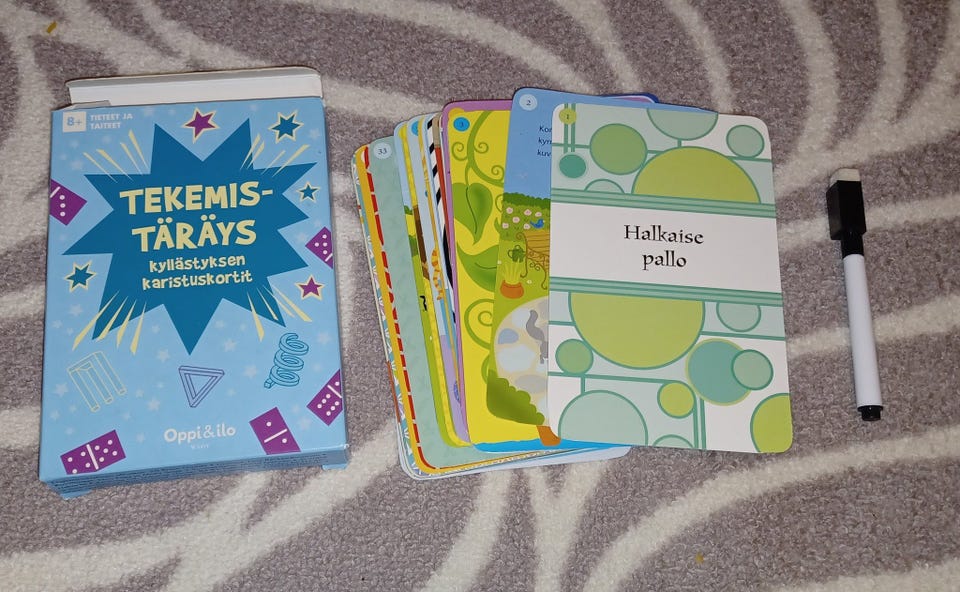 8+ TIETEET JA
TAITEET
TEKEMIS-
TÄRÄYS
kyllästyksen
karistuskortit
Oppi&ilo
33
1
2
1
Halkaise
pallo